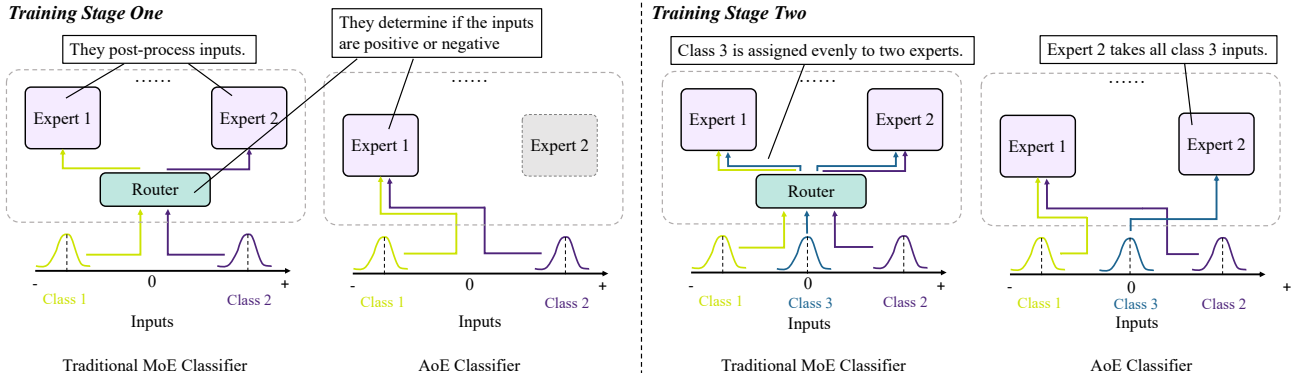 Training Stage One
They post-process inputs.
They determine if the inputs
are positive or negative
......
Expert 1
Expert 2
Router
-
0
+
Class 1
Class 2
Inputs
Traditional MoE Classifier
......
Expert 1
Expert 2
-
0
+
Class 1
Class 2
Inputs
AoE Classifier
Training Stage Two
Class 3 is assigned evenly to two experts.
......
Expert 1
Expert 2
Router
-
0
+
Class 1
Class 3
Class 2
Inputs
Traditional MoE Classifier
Expert 2 takes all class 3 inputs.
......
Expert 1
Expert 2
-
0
+
Class 1
Class 3
Class 2
Inputs
AoE Classifier